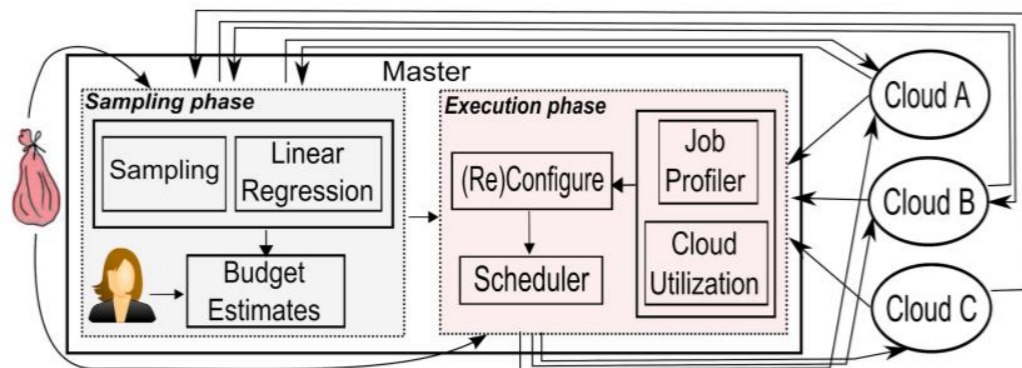 Master
Sampling phase
Sampling
Linear
Regression
Budget
Estimates
Execution phase
(Re)Configure
Scheduler
Job
Profiler
Cloud
Utilization
Cloud A
Cloud B
Cloud C